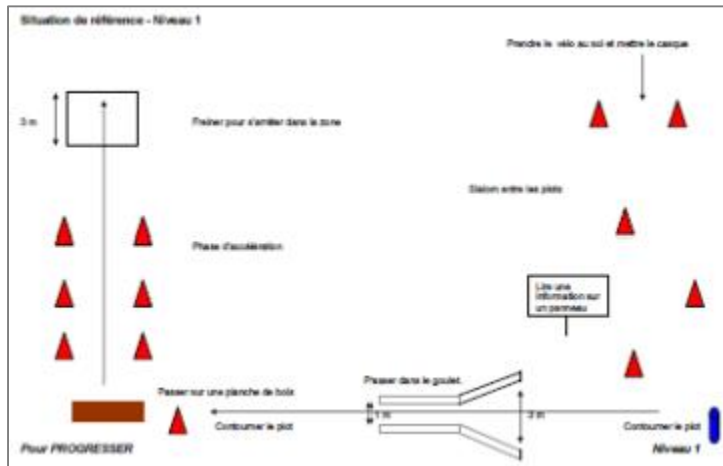 Situation de référence - Niveau 1
Prendre le vélo au sol et mettre le casque
3 m
Freiner pour s'arrêter dans la zone
Slalom entre les plots
Phase d'accélération
Lire une
information sur
un panneau
Passer sur une planche de bois
Passer dans le goulet.
1 m
Contourner le plot
Contourner le plot
Pour PROGRESSER
Niveau 1